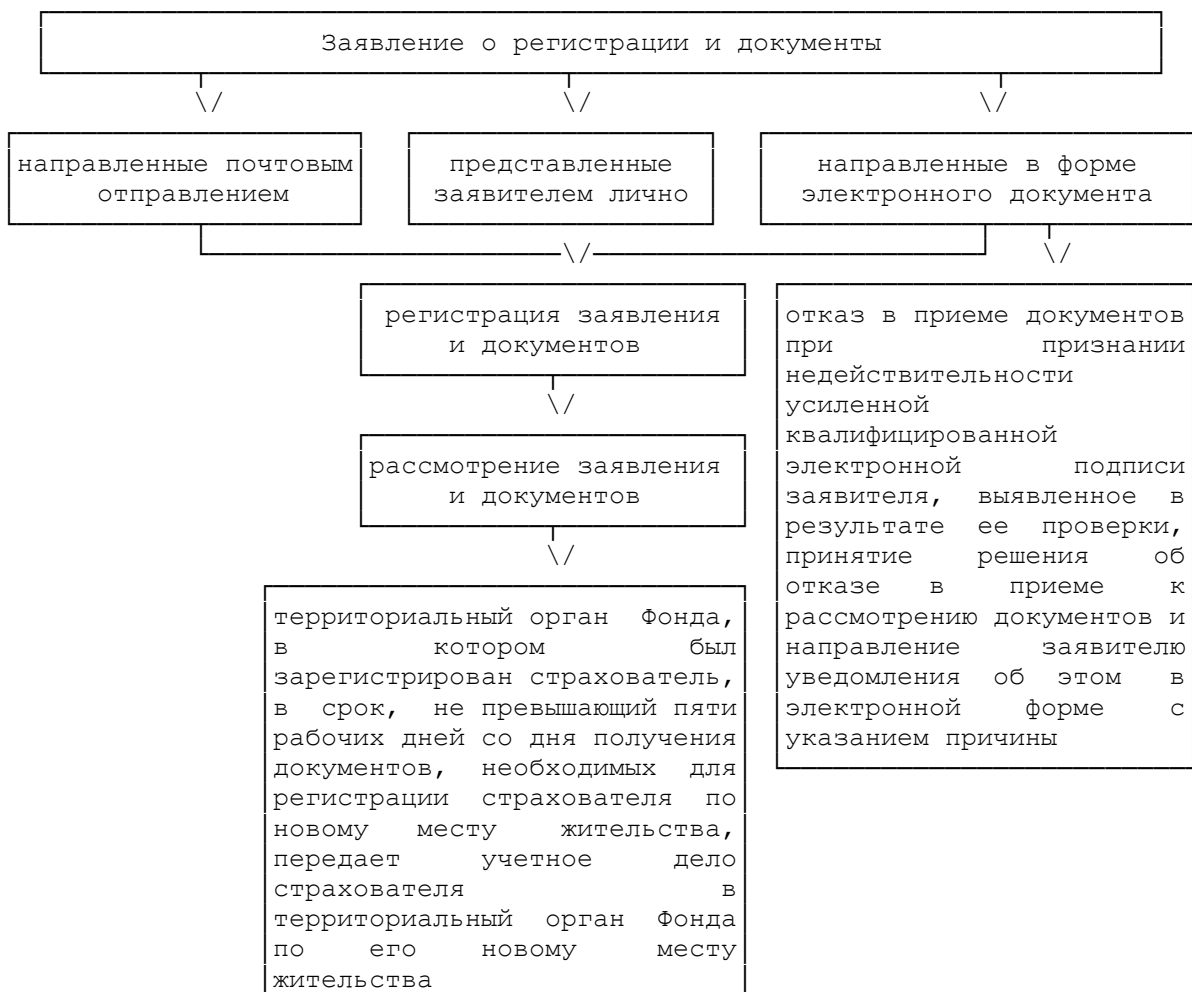 Заявление о регистрации и документы
направленные почтовым
отправлением
представленные
заявителем лично
направленные в форме
электронного документа
регистрация заявления
и документов
рассмотрение заявления
и документов
территориальный орган Фонда,
в котором был
зарегистрирован страхователь,
в срок, не превышающий пяти
рабочих дней со дня получения
документов, необходимых для
регистрации страхователя по
новому месту жительства,
передает учетное дело
страхователя в
территориальный орган Фонда
по его новому месту
жительства
отказ в приеме документов
при признании
недействительности
усиленной
квалифицированной
электронной подписи
заявителя, выявленное в
результате ее проверки,
принятие решения об
отказе в приеме к
рассмотрению документов и
направление заявителю
уведомления об этом в
электронной форме с
указанием причины